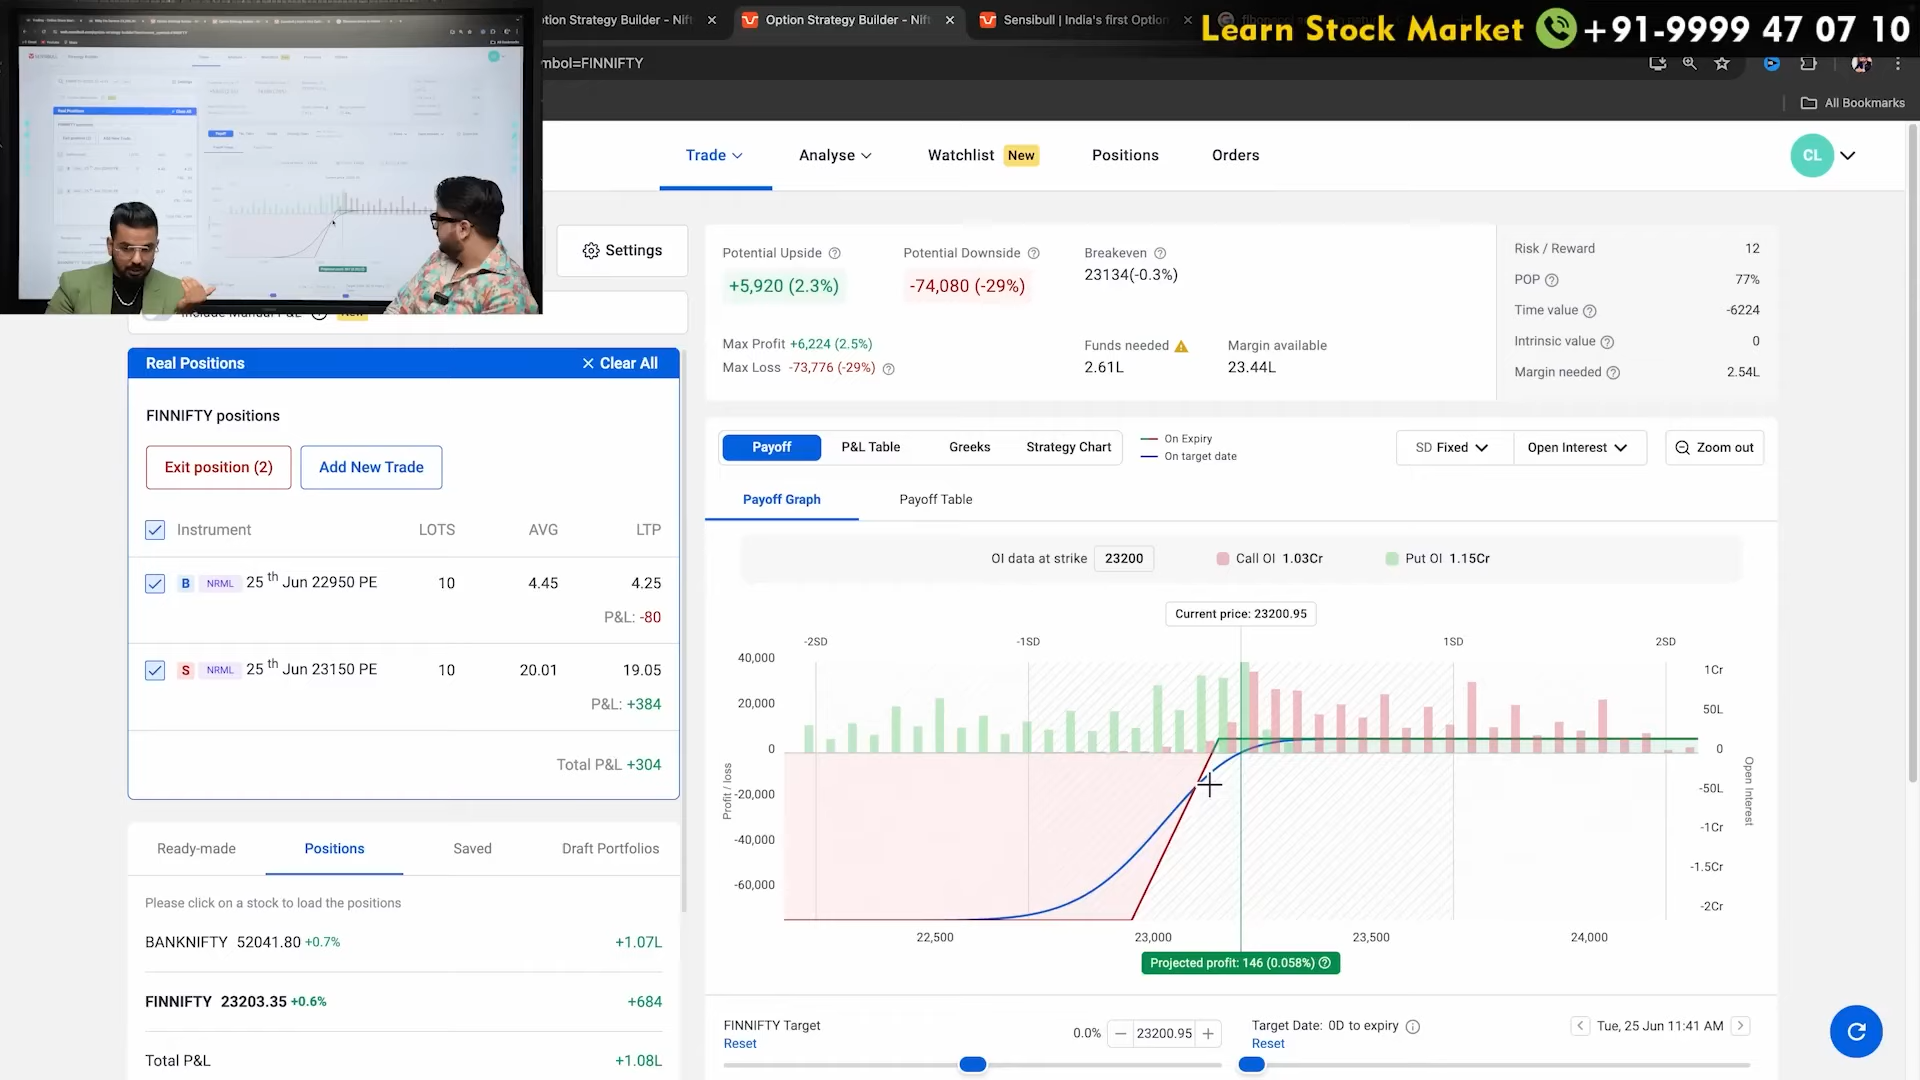 ption Strategy Builder - Nift
Option Strategy Builder - Nift
Sensibull | India's first Option
Learn Stock Market +91-9999 47 07 10
mbol=FINNIFTY
All Bookmarks
Trade
Analyse
Watchlist New
Positions
Orders
CL
Settings
Potential Upside
+5,920 (2.3%)
Potential Downside
-74,080 (-29%)
Breakeven
23134(-0.3%)
Max Profit +6,224 (2.5%)
Max Loss -73,776 (-29%)
Funds needed
2.61L
Margin available
23.44L
Risk / Reward 12
POP 77%
Time value -6224
Intrinsic value 0
Margin needed 2.54L
Real Positions
Clear All
FINNIFTY positions
Exit position (2)
Add New Trade
Instrument LOTS AVG LTP
B NRML 25 th Jun 22950 PE 10 4.45 4.25
P&L: -80
S NRML 25 th Jun 23150 PE 10 20.01 19.05
P&L: +384
Total P&L +304
Ready-made
Positions
Saved
Draft Portfolios
Please click on a stock to load the positions
BANKNIFTY 52041.80 +0.7% +1.07L
FINNIFTY 23203.35 +0.6% +684
Total P&L +1.08L
Payoff
P&L Table
Greeks
Strategy Chart
On Expiry
On target date
SD Fixed
Open Interest
Zoom out
Payoff Graph
Payoff Table
OI data at strike 23200
Call OI 1.03Cr
Put OI 1.15Cr
Current price: 23200.95
-2SD
-1SD
1SD
2SD
40,000
20,000
0
-20,000
-40,000
-60,000
Profit / loss
1Cr
50L
0
-50L
-1Cr
-1.5Cr
-2Cr
Open Interest
22,500
23,000
23,500
24,000
Projected profit: 146 (0.058%)
FINNIFTY Target
Reset
0.0%
23200.95
Target Date: 0D to expiry
Reset
Tue, 25 Jun 11:41 AM